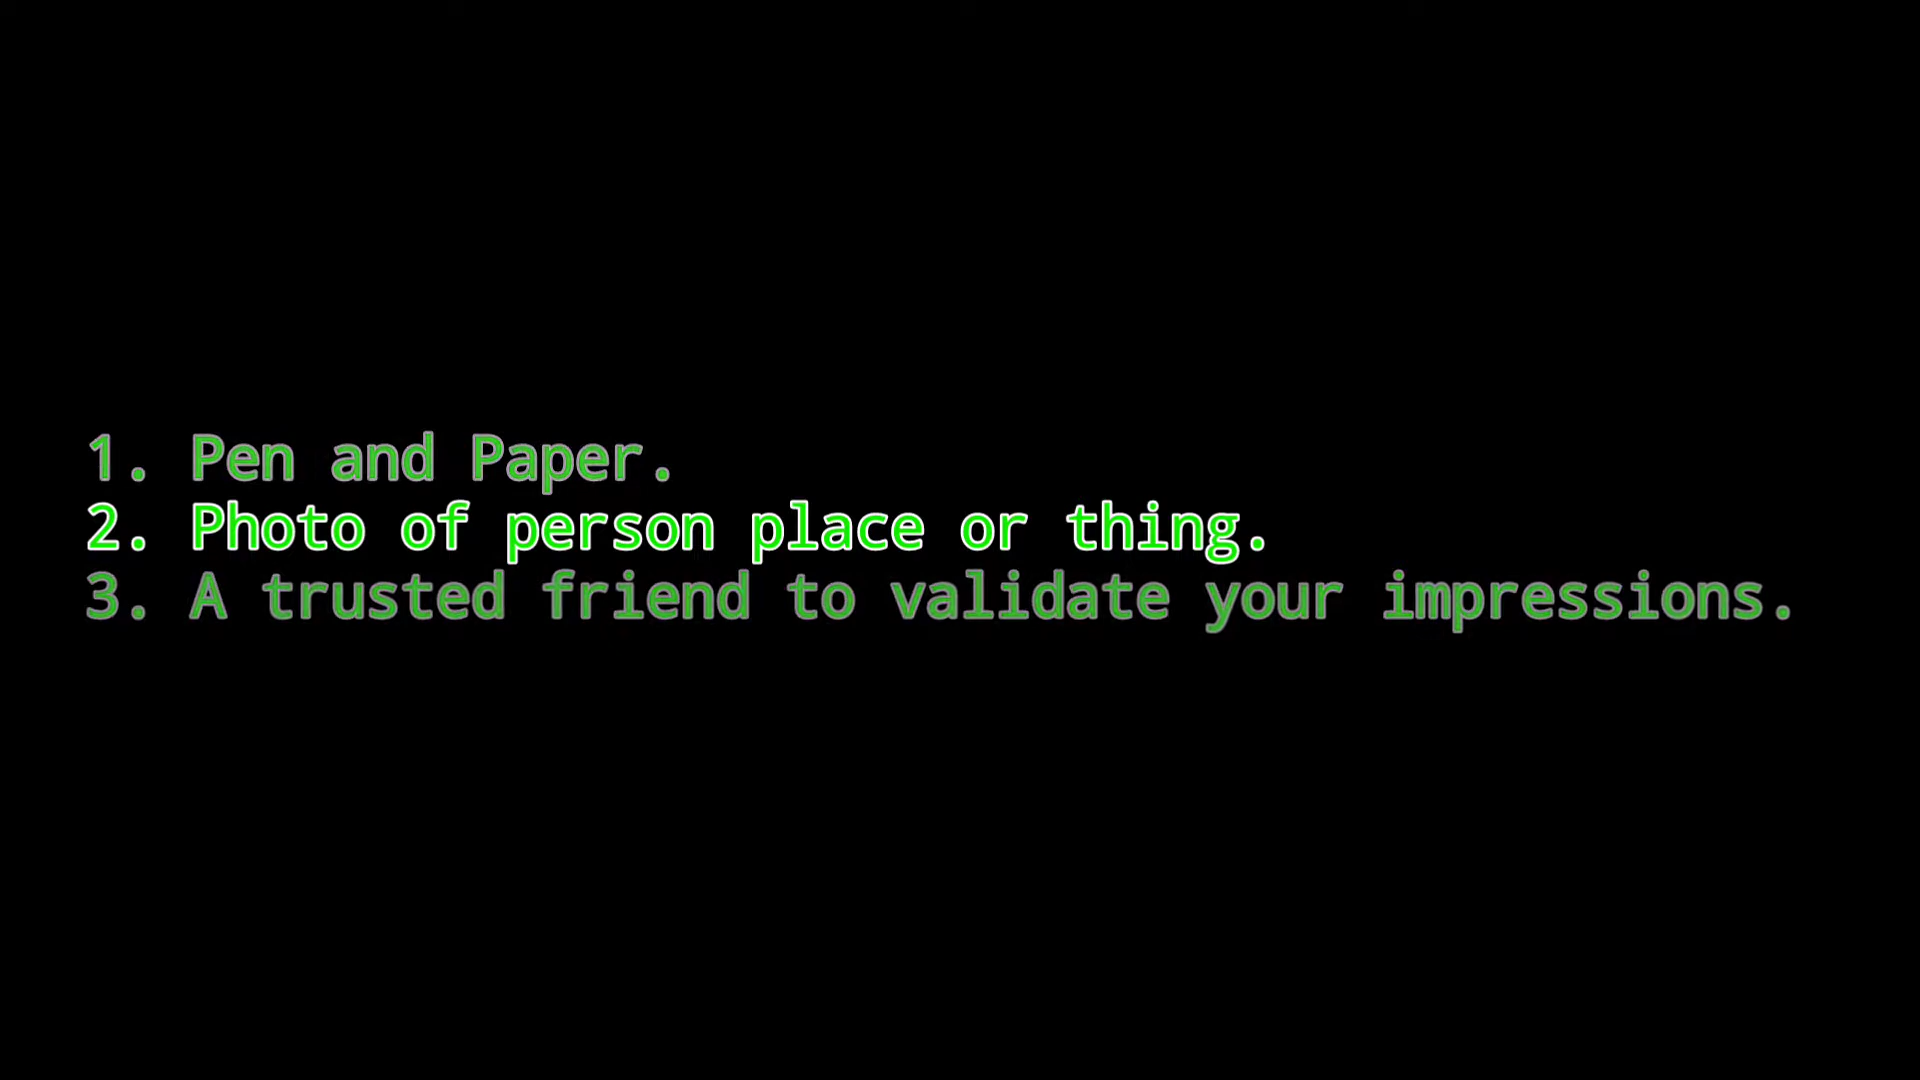 1. Pen and Paper.
2. Photo of person place or thing.
3. A trusted friend to validate your impressions.